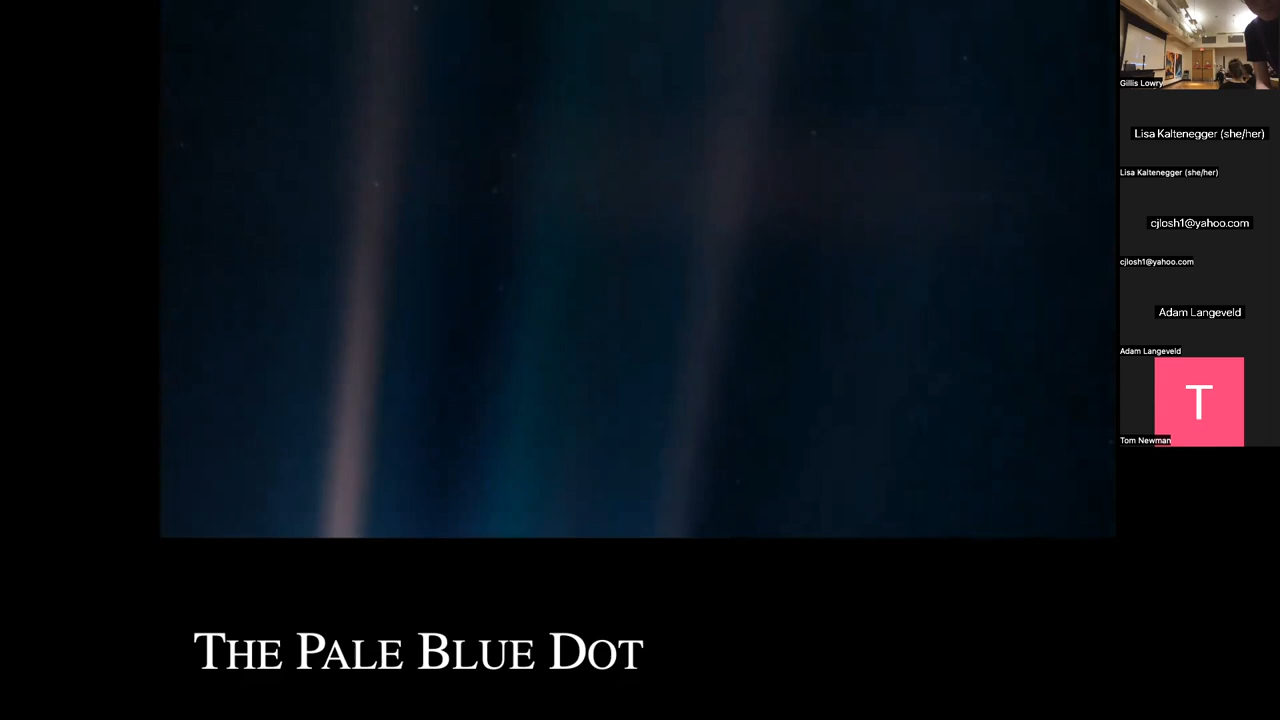 Gillis Lowry
Lisa Kaltenegger (she/her)
Lisa Kaltenegger (she/her)
cjlosh1@yahoo.com
cjlosh1@yahoo.com
Adam Langeveld
Adam Langeveld
T
Tom Newman
THE PALE BLUE DOT